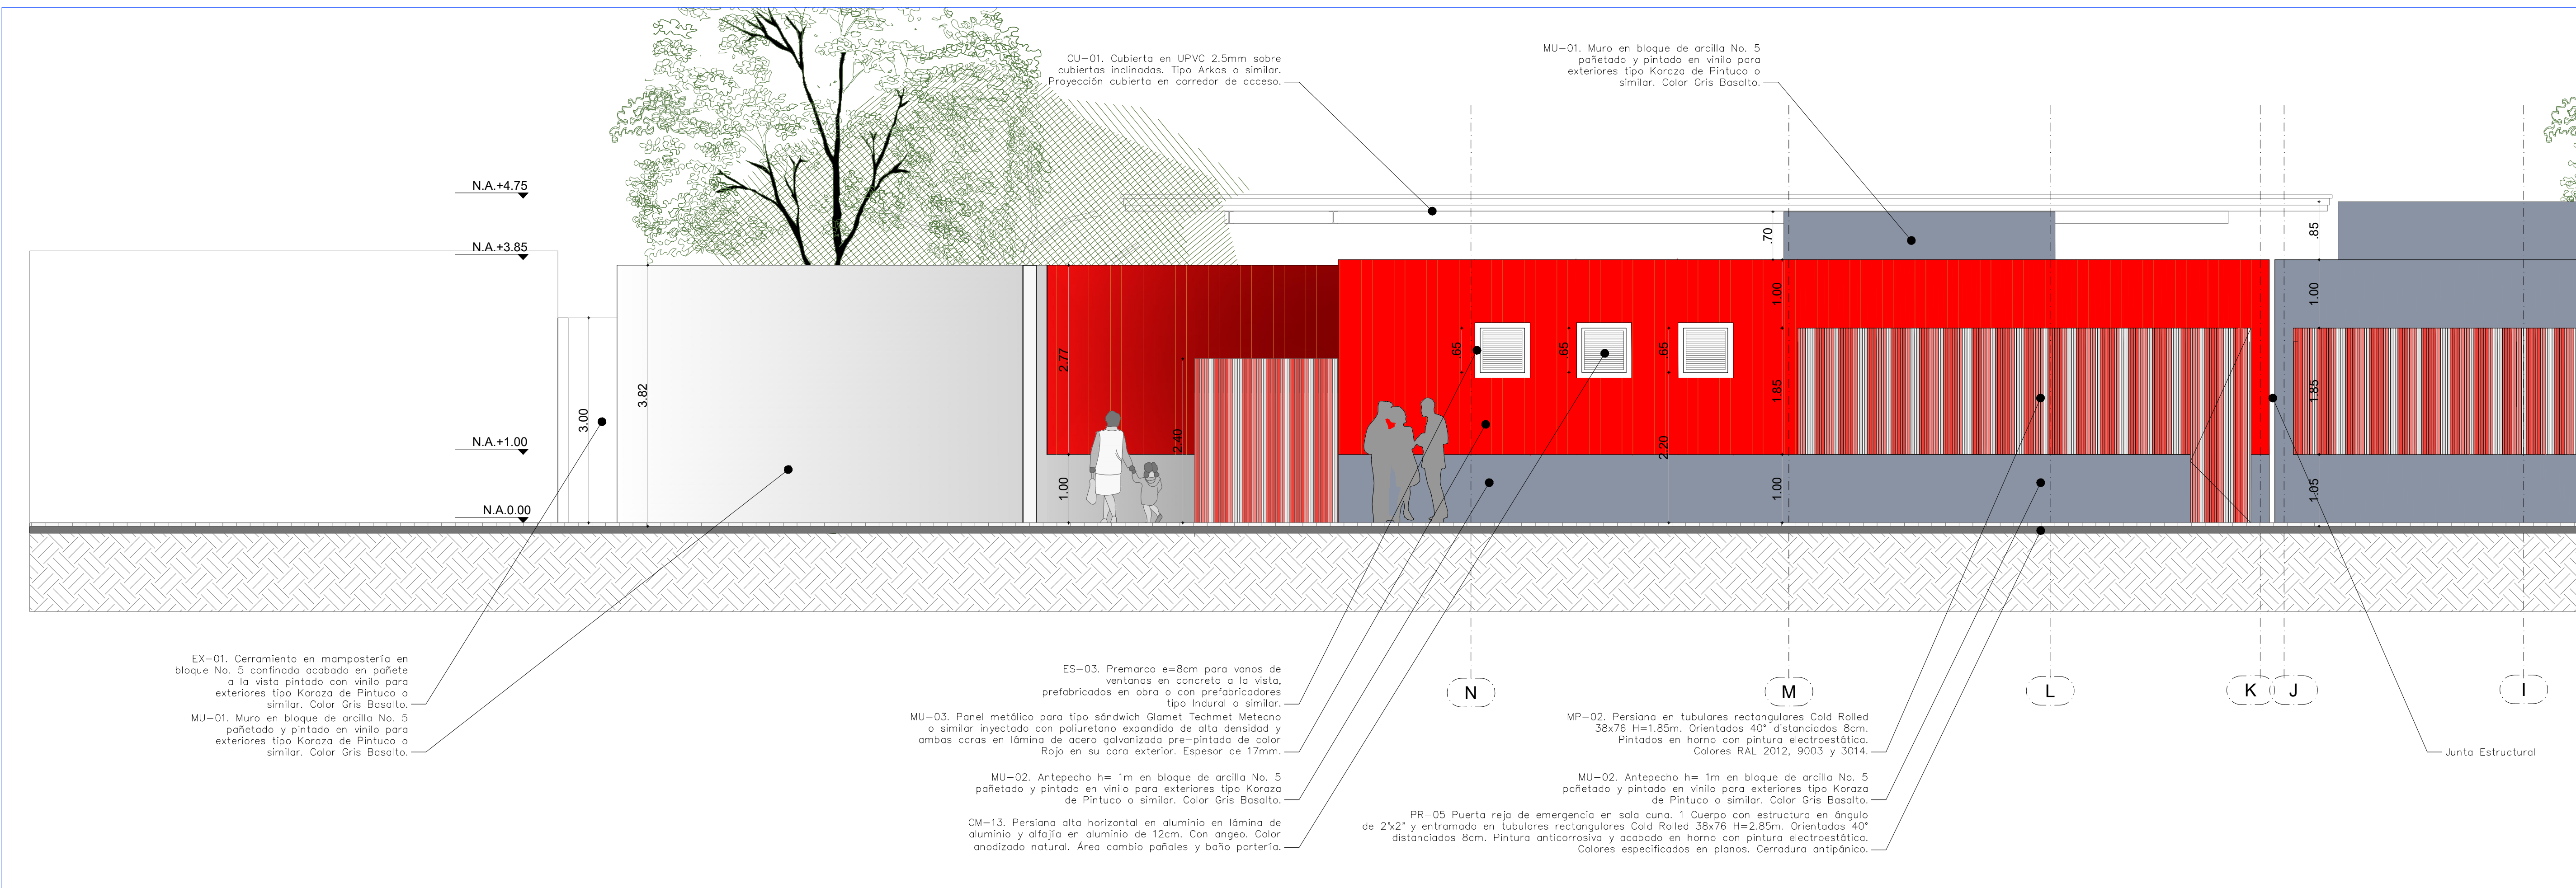 CU-01. Cubierta en UPVC 2.5mm sobre
cubiertas inclinadas. Tipo Arkos o similar.
Proyección cubierta en corredor de acceso.
MU-01. Muro en bloque de arcilla No. 5
pañetado y pintado en vinilo para
exteriores tipo Koraza de Pintuco o
similar. Color Gris Basalto.
N.A.+4.75
N.A.+3.85
N.A.+1.00
N.A.0.00
3.00
3.82
2.77
1.00
2.40
.65
.65
.65
2.20
.70
1.00
1.85
1.00
.85
1.00
1.85
1.05
EX-01. Cerramiento en mampostería en
bloque No. 5 confinada acabado en pañete
a la vista pintado con vinilo para
exteriores tipo Koraza de Pintuco o
similar. Color Gris Basalto.
MU-01. Muro en bloque de arcilla No. 5
pañetado y pintado en vinilo para
exteriores tipo Koraza de Pintuco o
similar. Color Gris Basalto.
ES-03. Premarco e=8cm para vanos de
ventanas en concreto a la vista,
prefabricados en obra o con prefabricadores
tipo Indural o similar.
MU-03. Panel metálico para tipo sándwich Glamet Techmet Metecno
o similar inyectado con poliuretano expandido de alta densidad y
ambas caras en lámina de acero galvanizada pre-pintada de color
Rojo en su cara exterior. Espesor de 17mm.
MU-02. Antepecho h= 1m en bloque de arcilla No. 5
pañetado y pintado en vinilo para exteriores tipo Koraza
de Pintuco o similar. Color Gris Basalto.
CM-13. Persiana alta horizontal en aluminio en lámina de
aluminio y alfajía en aluminio de 12cm. Con angeo. Color
anodizado natural. Área cambio pañales y baño portería.
N
M
L
K
J
I
MP-02. Persiana en tubulares rectangulares Cold Rolled
38x76 H=1.85m. Orientados 40° distanciados 8cm.
Pintados en horno con pintura electroestática.
Colores RAL 2012, 9003 y 3014.
MU-02. Antepecho h= 1m en bloque de arcilla No. 5
pañetado y pintado en vinilo para exteriores tipo Koraza
de Pintuco o similar. Color Gris Basalto.
PR-05 Puerta reja de emergencia en sala cuna. 1 Cuerpo con estructura en ángulo
de 2"x2" y entramado en tubulares rectangulares Cold Rolled 38x76 H=2.85m. Orientados 40°
distanciados 8cm. Pintura anticorrosiva y acabado en horno con pintura electroestática.
Colores especificados en planos. Cerradura antipánico.
Junta Estructural